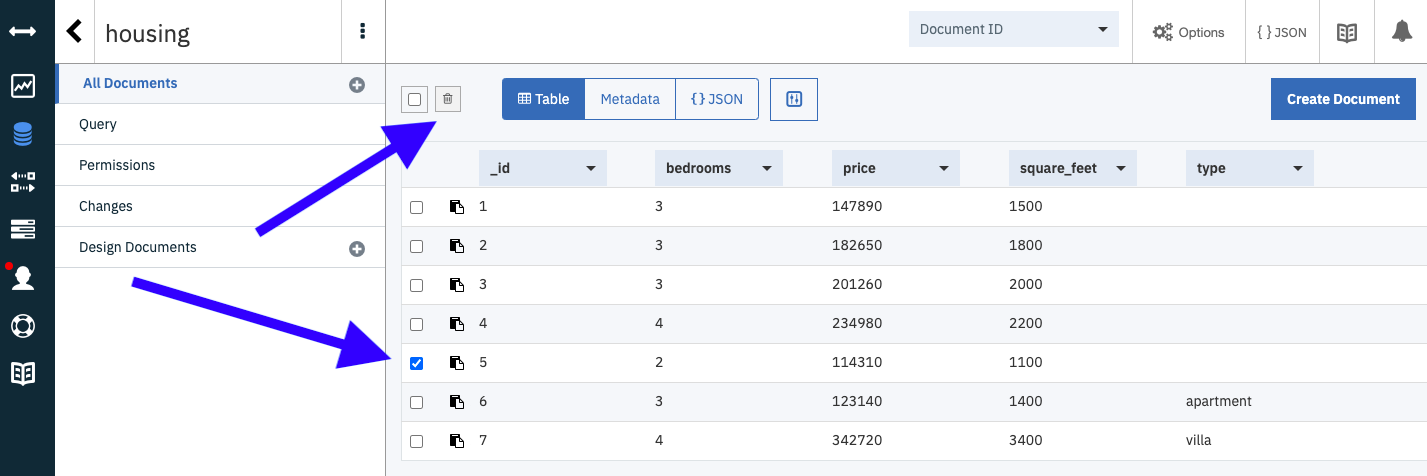 housing
Document ID
Options
{ } JSON
All Documents
Query
Permissions
Changes
Design Documents
Table
Metadata
{} JSON
Create Document
_id bedrooms price square_feet type
1 3 147890 1500
2 3 182650 1800
3 3 201260 2000
4 4 234980 2200
5 2 114310 1100
6 3 123140 1400 apartment
7 4 342720 3400 villa